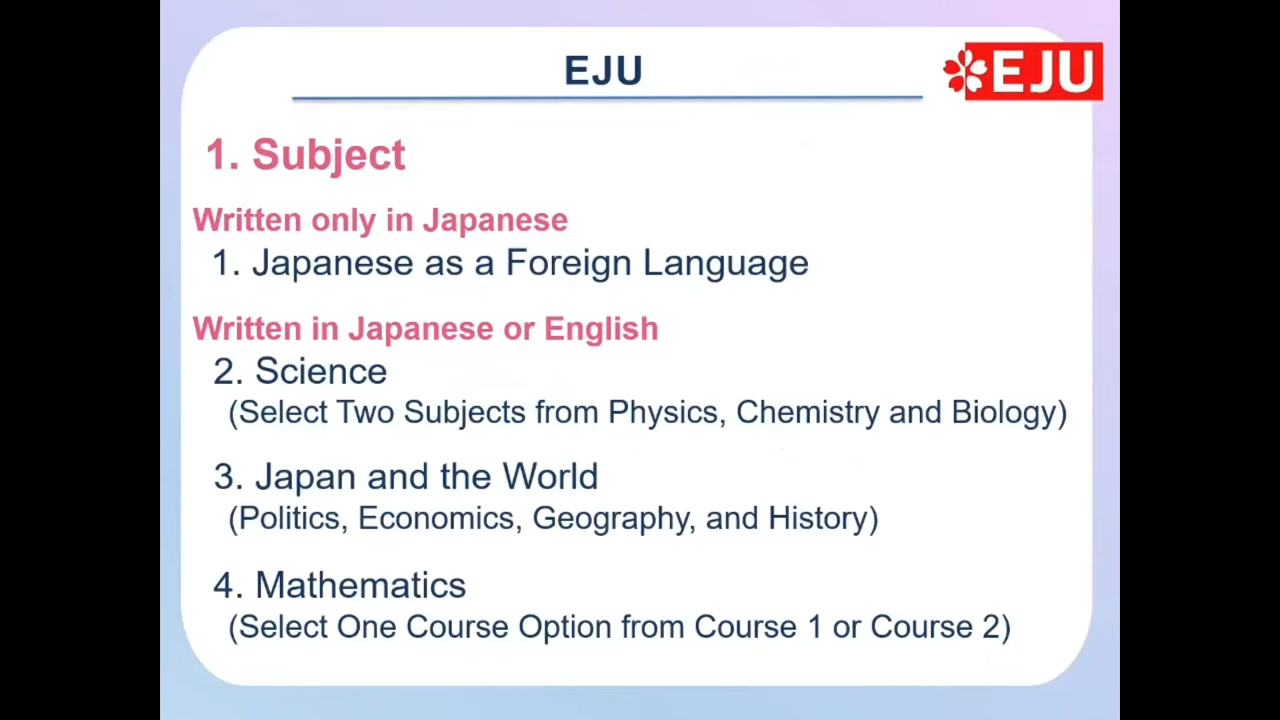 EJU
EJU
1. Subject
Written only in Japanese
1. Japanese as a Foreign Language
Written in Japanese or English
2. Science
(Select Two Subjects from Physics, Chemistry and Biology)
3. Japan and the World
(Politics, Economics, Geography, and History)
4. Mathematics
(Select One Course Option from Course 1 or Course 2)